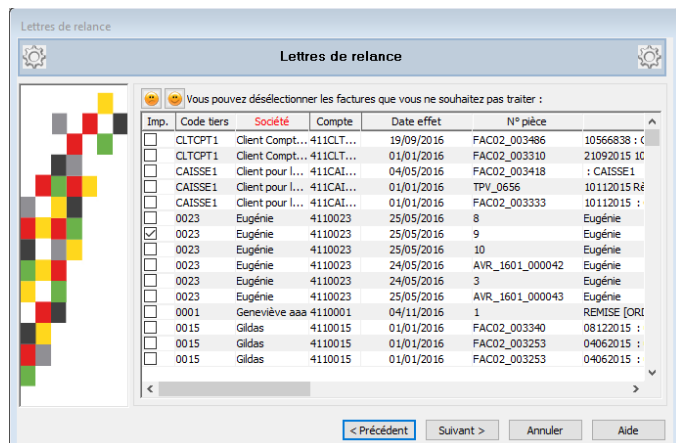 Lettres de relance
Lettres de relance
Vous pouvez désélectionner les factures que vous ne souhaitez pas traiter :
Imp. Code tiers Société Compte Date effet N° pièce
CLTCPT1 Client Compt... 411CLT... 19/09/2016 FAC02_003486 10566838 : C
CLTCPT1 Client Compt... 411CLT... 01/01/2016 FAC02_003310 21092015 10
CAISSE1 Client pour l... 411CAI... 04/05/2016 FAC02_003418 : CAISSE1
CAISSE1 Client pour l... 411CAI... 01/01/2016 TPV_0656 10112015 Rè
CAISSE1 Client pour l... 411CAI... 01/01/2016 FAC02_003333 10112015 :
0023 Eugénie 4110023 25/05/2016 8 Eugénie
0023 Eugénie 4110023 25/05/2016 9 Eugénie
0023 Eugénie 4110023 25/05/2016 10 Eugénie
0023 Eugénie 4110023 24/05/2016 AVR_1601_000042 Eugénie
0023 Eugénie 4110023 24/05/2016 3 Eugénie
0023 Eugénie 4110023 25/05/2016 AVR_1601_000043 Eugénie
0001 Geneviève aaa 4110001 04/11/2016 1 REMISE [ORI
0015 Gildas 4110015 01/01/2016 FAC02_003340 08122015 :
0015 Gildas 4110015 01/01/2016 FAC02_003253 04062015 :
0015 Gildas 4110015 01/01/2016 FAC02_003253 04062015 :
< Précédent Suivant > Annuler Aide